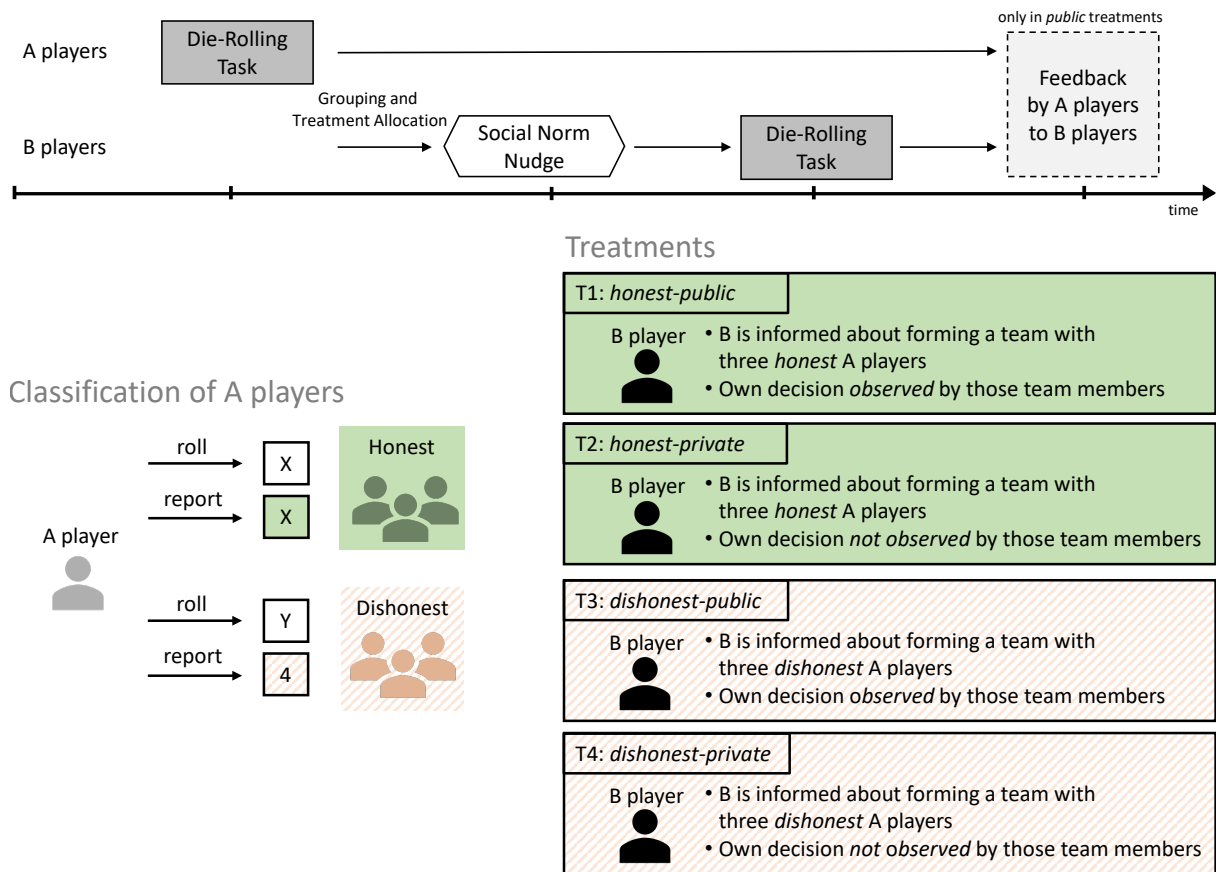 only in public treatments
A players
Die-Rolling
Task
Feedback
by A players
to B players
Grouping and
Treatment Allocation
B players
Social Norm
Nudge
Die-Rolling
Task
time
Treatments
T1: honest-public
B player
• B is informed about forming a team with
three honest A players
• Own decision observed by those team members
Classification of A players
roll
X
report
X
Honest
A player
roll
Y
report
4
Dishonest
T2: honest-private
B player
• B is informed about forming a team with
three honest A players
• Own decision not observed by those team members
T3: dishonest-public
B player
• B is informed about forming a team with
three dishonest A players
• Own decision observed by those team members
T4: dishonest-private
B player
• B is informed about forming a team with
three dishonest A players
• Own decision not observed by those team members